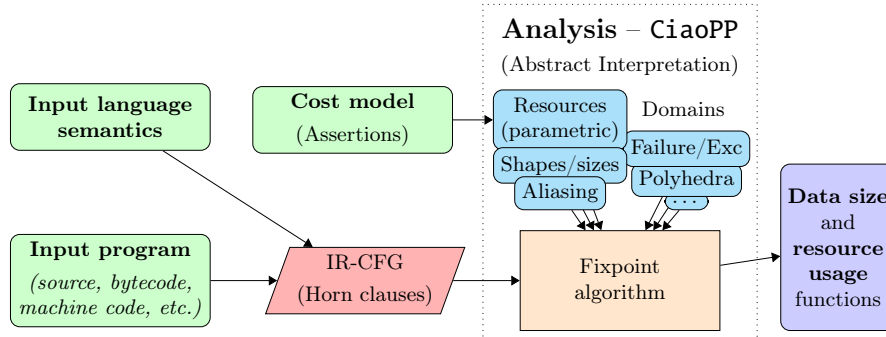 Analysis – CiaoPP
(Abstract Interpretation)
Input language
semantics
Cost model
(Assertions)
Resources
(parametric)
Domains
Shapes/sizes
Failure/Exc
Aliasing
Polyhedra
...
Input program
(source, bytecode,
machine code, etc.)
IR-CFG
(Horn clauses)
Fixpoint
algorithm
Data size
and
resource
usage
functions